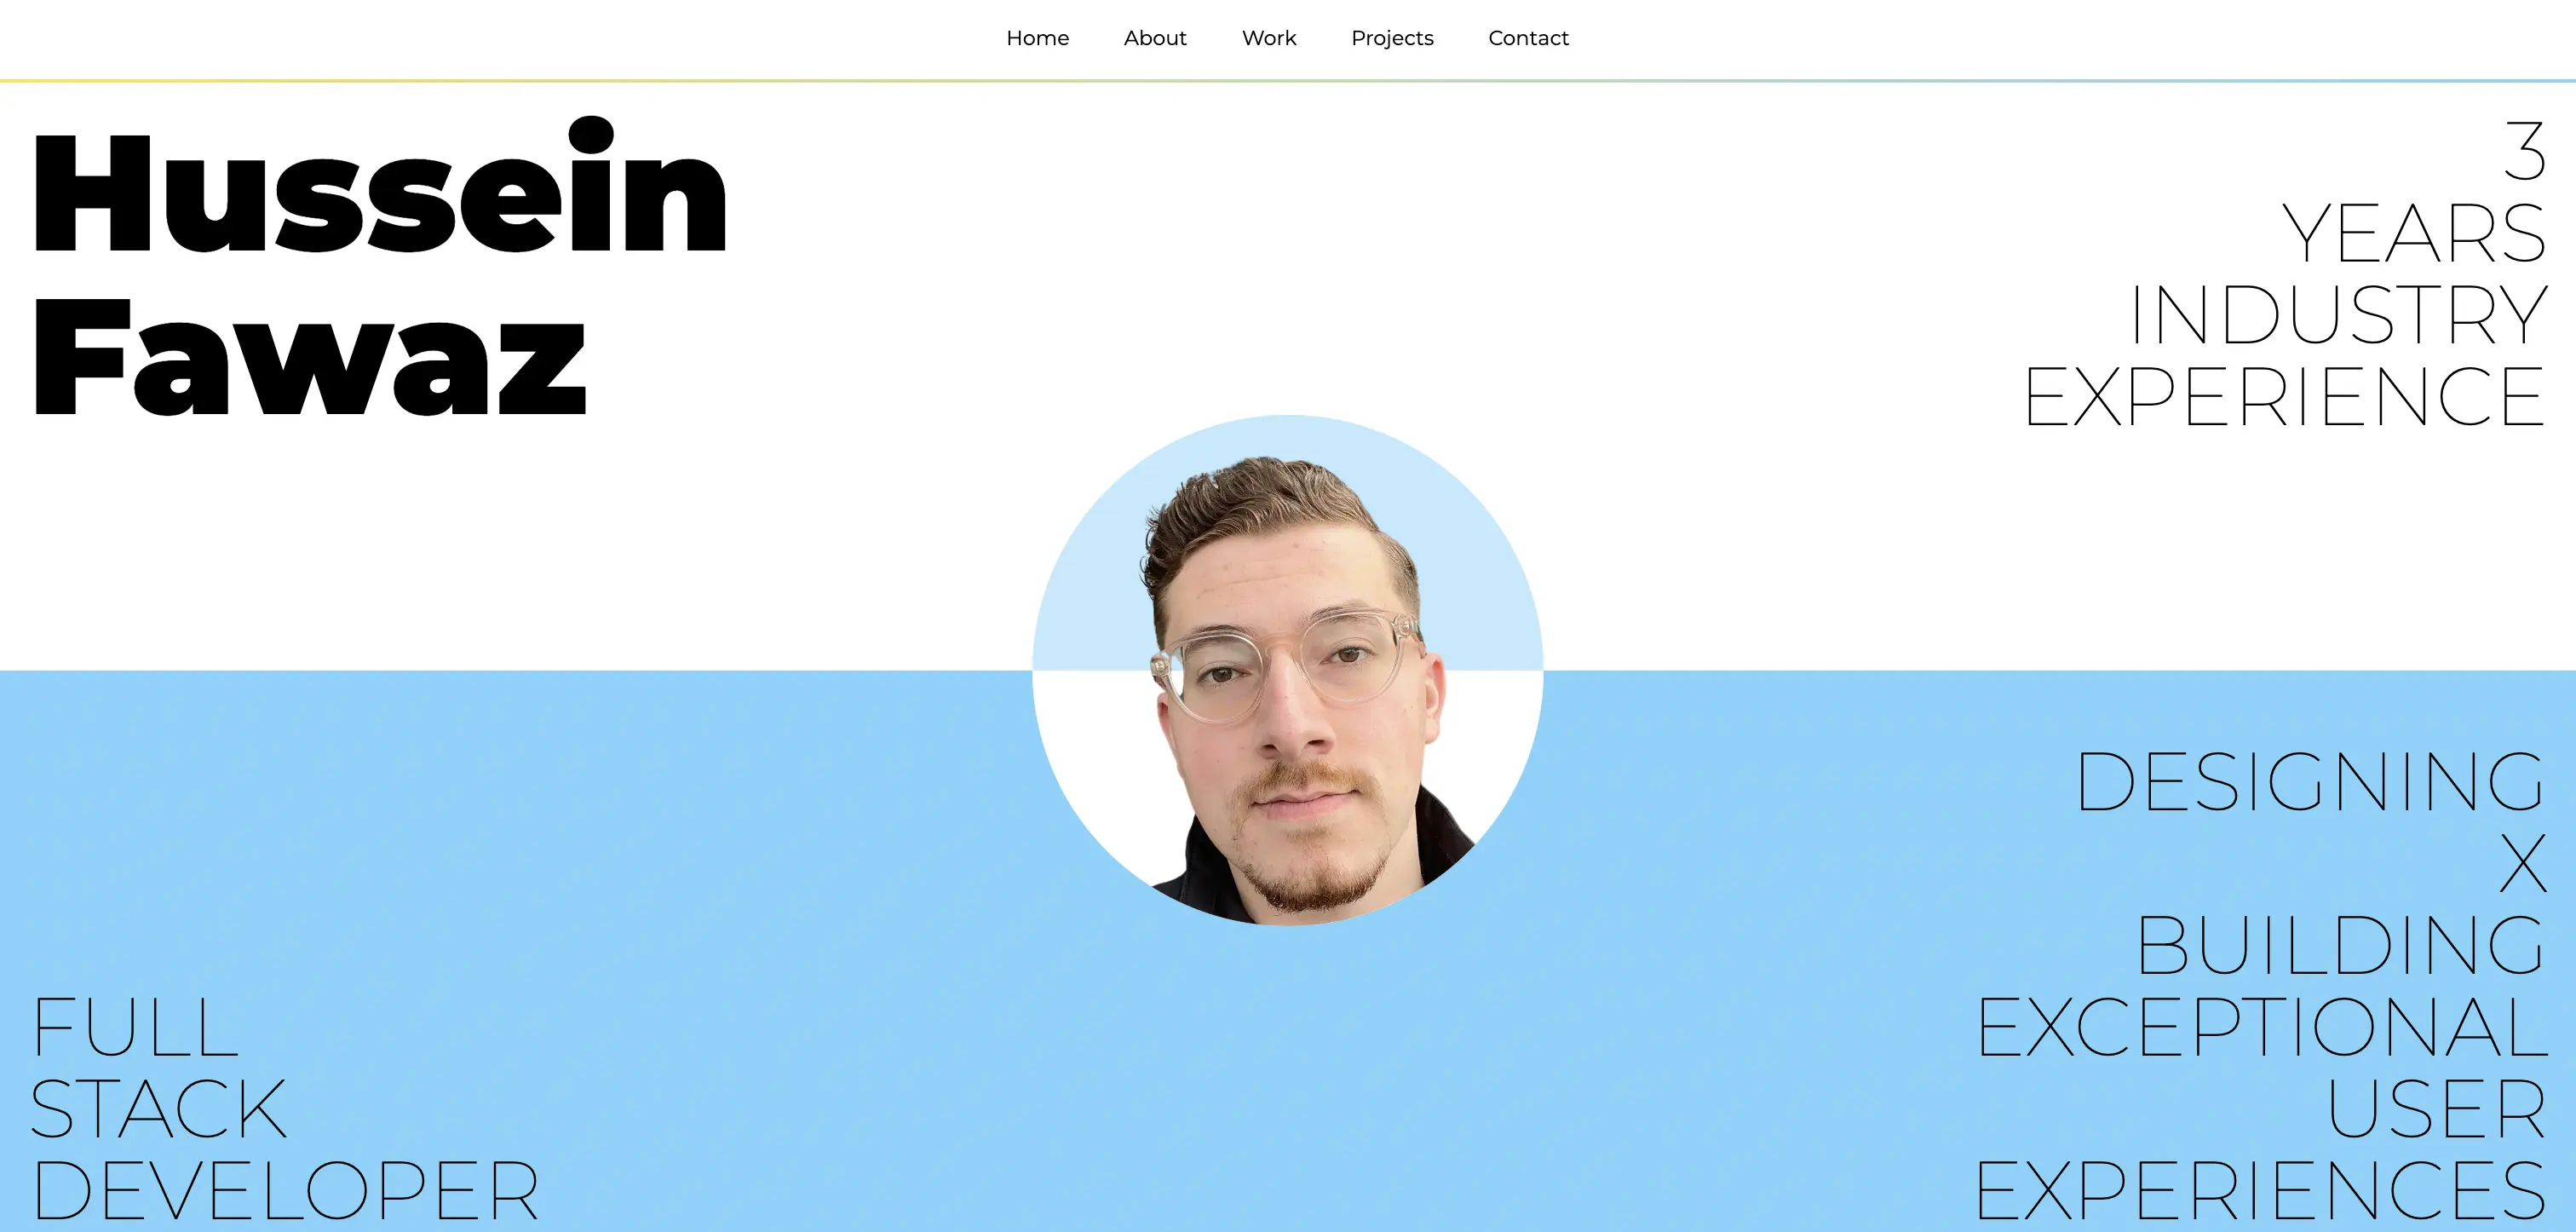 Home About Work Projects Contact
Hussein
Fawaz
3
YEARS
INDUSTRY
EXPERIENCE
FULL
STACK
DEVELOPER
DESIGNING
X
BUILDING
EXCEPTIONAL
USER
EXPERIENCES